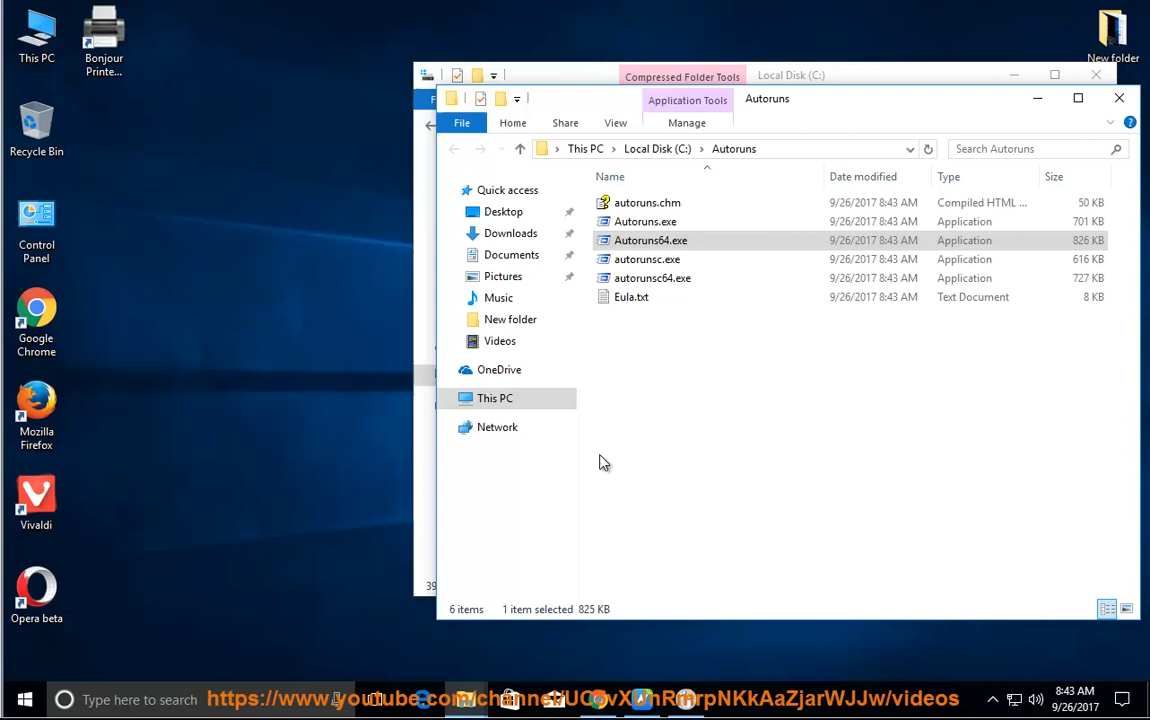 This PC
Bonjour
Printe...
New folder
Recycle Bin
Control
Panel
Google
Chrome
Mozilla
Firefox
Vivaldi
Opera beta
Compressed Folder Tools
Local Disk (C:)
Application Tools
Autoruns
File
Home
Share
View
Manage
This PC > Local Disk (C:) > Autoruns
Search Autoruns
Name
Date modified
Type
Size
autoruns.chm 9/26/2017 8:43 AM Compiled HTML ... 50 KB
Autoruns.exe 9/26/2017 8:43 AM Application 701 KB
Autoruns64.exe 9/26/2017 8:43 AM Application 826 KB
autorunsc.exe 9/26/2017 8:43 AM Application 616 KB
autorunsc64.exe 9/26/2017 8:43 AM Application 727 KB
Eula.txt 9/26/2017 8:43 AM Text Document 8 KB
Quick access
Desktop
Downloads
Documents
Pictures
Music
New folder
Videos
OneDrive
This PC
Network
39
6 items 1 item selected 825 KB
Type here to search
8:43 AM
9/26/2017